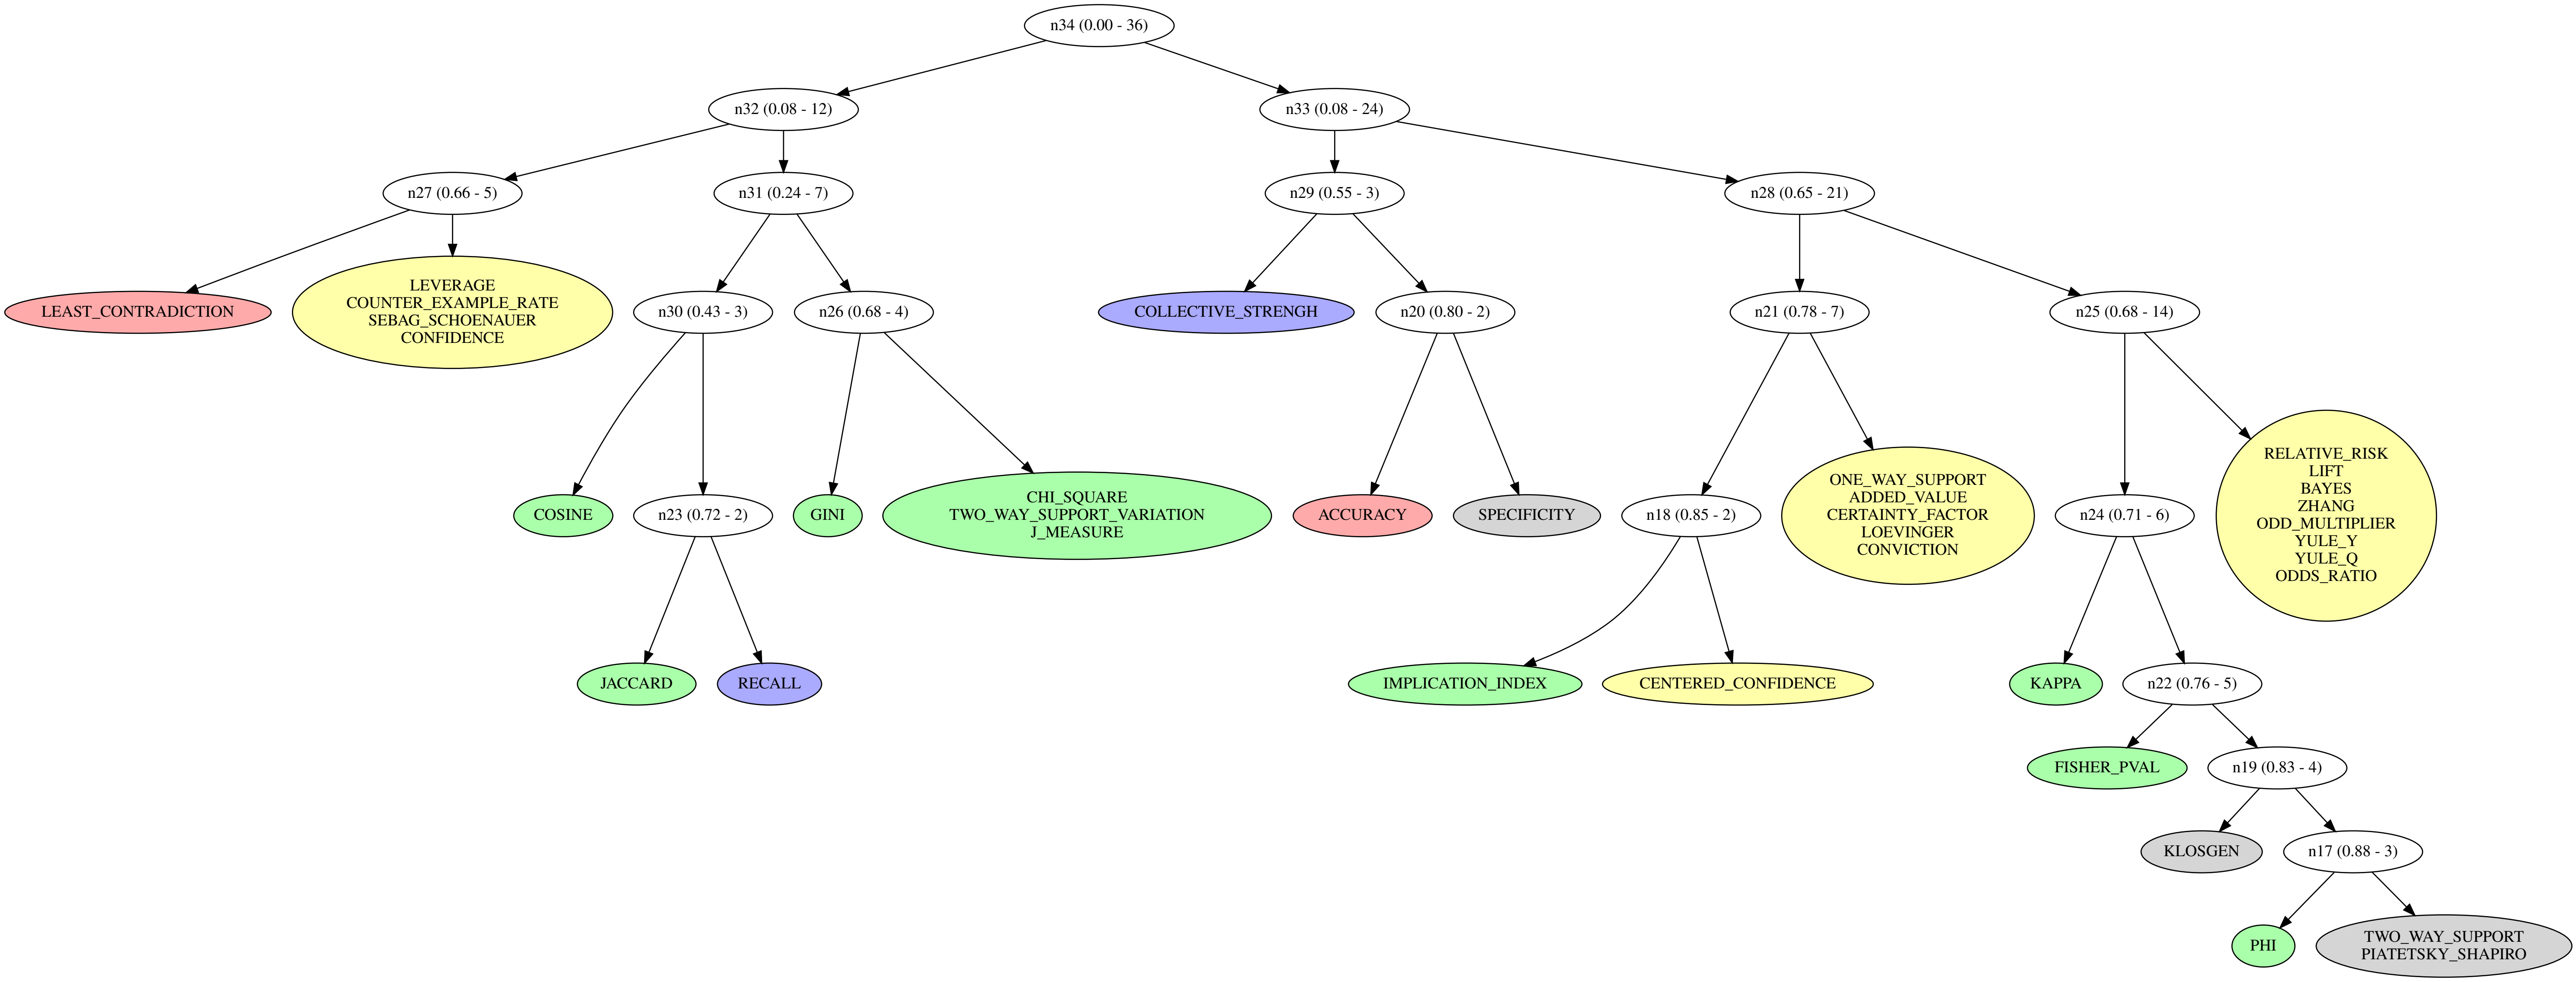 n34 (0.00 - 36)
n32 (0.08 - 12)
n33 (0.08 - 24)
n27 (0.66 - 5)
n31 (0.24 - 7)
n29 (0.55 - 3)
n28 (0.65 - 21)
LEAST_CONTRADICTION
LEVERAGE
COUNTER_EXAMPLE_RATE
SEBAG_SCHOENAUER
CONFIDENCE
n30 (0.43 - 3)
n26 (0.68 - 4)
COLLECTIVE_STRENGH
n20 (0.80 - 2)
n21 (0.78 - 7)
n25 (0.68 - 14)
COSINE
n23 (0.72 - 2)
GINI
CHI_SQUARE
TWO_WAY_SUPPORT_VARIATION
J_MEASURE
ACCURACY
SPECIFICITY
n18 (0.85 - 2)
ONE_WAY_SUPPORT
ADDED_VALUE
CERTAINTY_FACTOR
LOEVINGER
CONVICTION
n24 (0.71 - 6)
RELATIVE_RISK
LIFT
BAYES
ZHANG
ODD_MULTIPLIER
YULE_Y
YULE_Q
ODDS_RATIO
JACCARD
RECALL
IMPLICATION_INDEX
CENTERED_CONFIDENCE
KAPPA
n22 (0.76 - 5)
FISHER_PVAL
n19 (0.83 - 4)
KLOSGEN
n17 (0.88 - 3)
PHI
TWO_WAY_SUPPORT
PIATETSKY_SHAPIRO